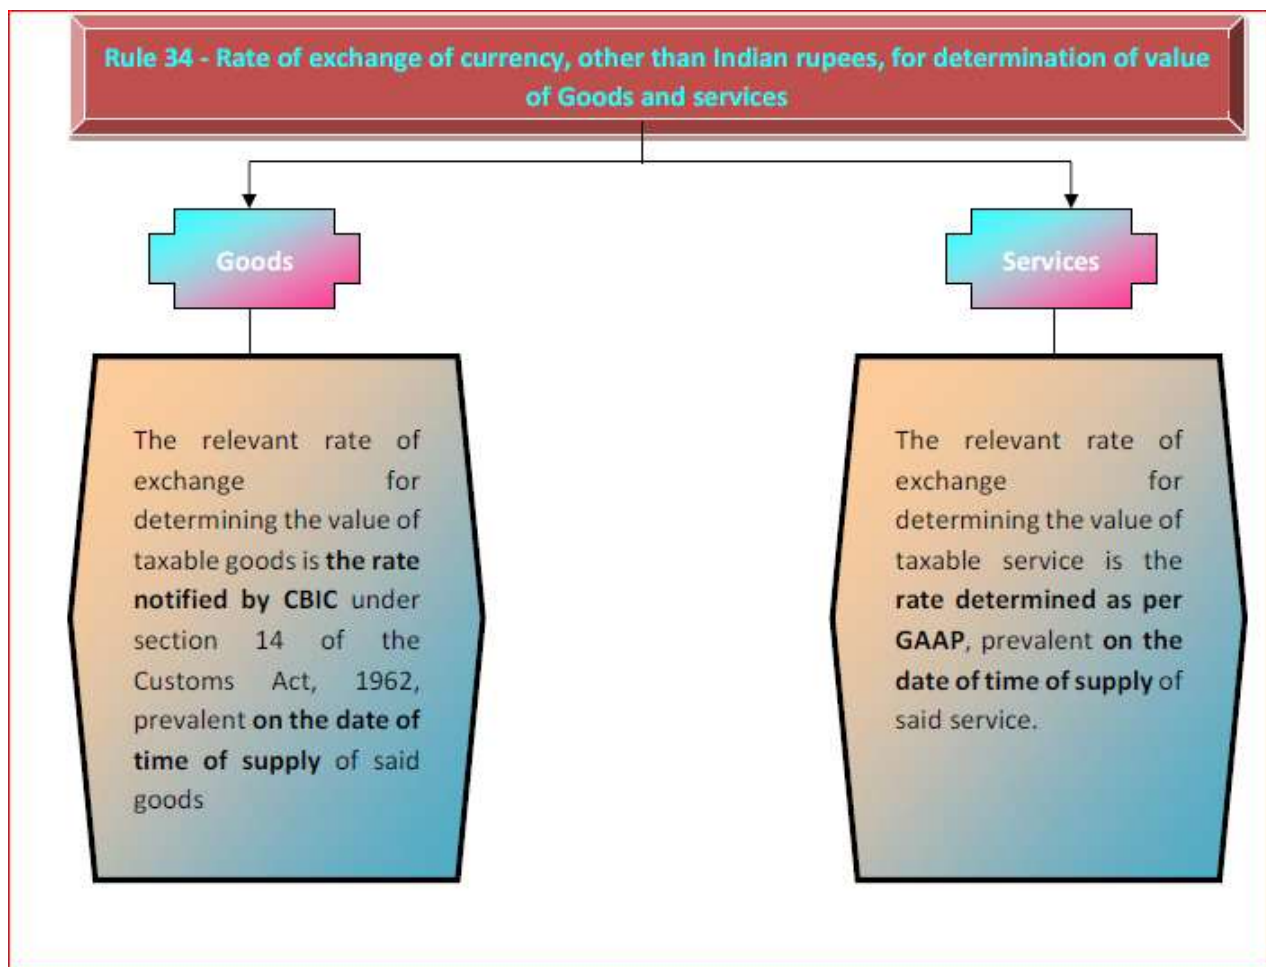 Rule 34 - Rate of exchange of currency, other than Indian rupees, for determination of value
of Goods and services
Goods
Services
The relevant rate of
exchange for
determining the value of
taxable goods is the rate
notified by CBIC under
section 14 of the
Customs Act, 1962,
prevalent on the date of
time of supply of said
goods
The relevant rate of
exchange for
determining the value of
taxable service is the
rate determined as per
GAAP, prevalent on the
date of time of supply of
said service.